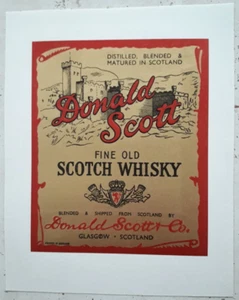 DISTILLED, BLENDED &
MATURED IN SCOTLAND
Donald
Scott
FINE OLD
SCOTCH WHISKY
BLENDED & SHIPPED FROM SCOTLAND BY
Donald Scott & Co.
GLASGOW - SCOTLAND